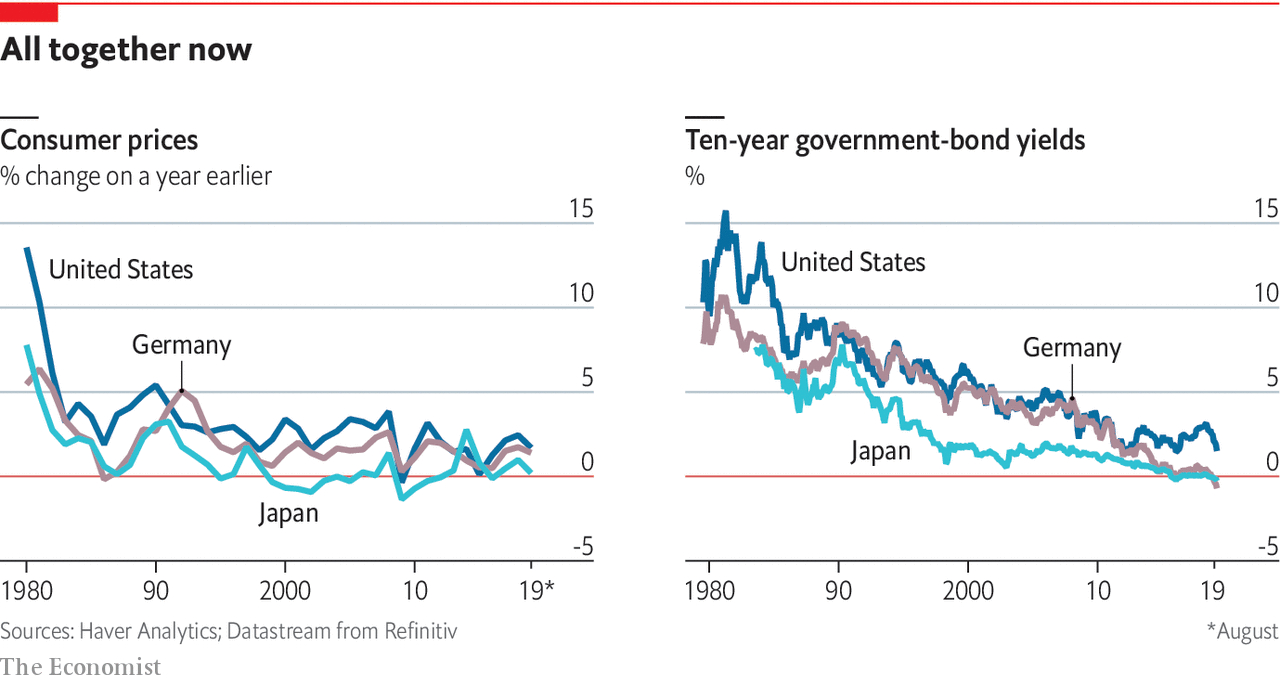 All together now
Consumer prices
% change on a year earlier
15
United States
10
Germany
5
0
Japan
-5
1980 90 2000 10 19*
Ten-year government-bond yields
%
15
United States
10
Germany
5
Japan
0
-5
1980 90 2000 10 19
Sources: Haver Analytics; Datastream from Refinitiv
*August
The Economist